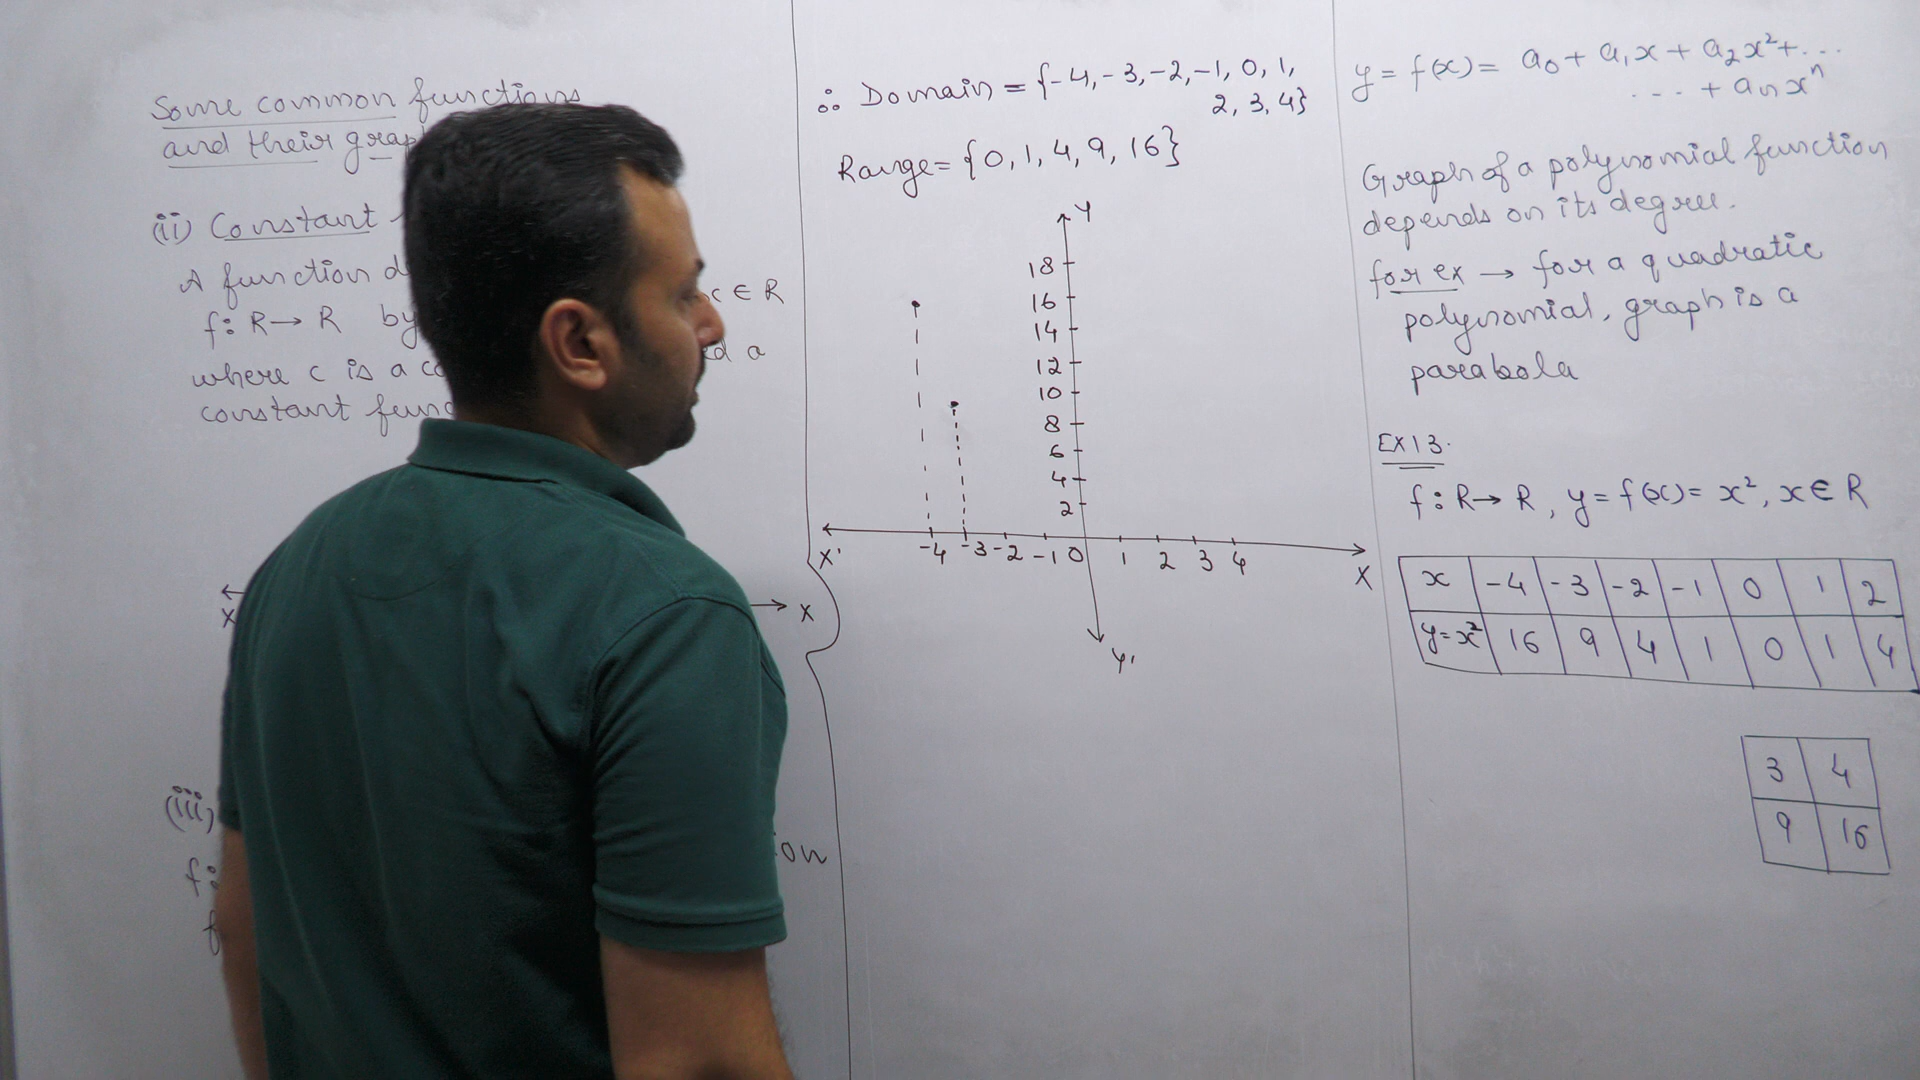 Some common functions
and their
(ii) Constant
A function
f: R→ R by
c ∈ R
where c is a
a
constant
X
X
(iii)
f:
f
∴ Domain = {-4, -3, -2, -1, 0, 1,
2, 3, 4}
Range = {0, 1, 4, 9, 16}
Y
18
16
14
12
10
8
6
4
2
X' -4 -3 -2 -1 0 1 2 3 4 X
Y'
y = f(x) = a₀ + a₁x + a₂x² + ...
... + aₙxⁿ
Graph of a polynomial function
depends on its degree.
for ex → for a quadratic
polynomial, graph is a
parabola
EX 13.
f : R→ R, y = f(x) = x², x ∈ R
x -4 -3 -2 -1 0 1 2
y=x² 16 9 4 1 0 1 4
3 4
9 16